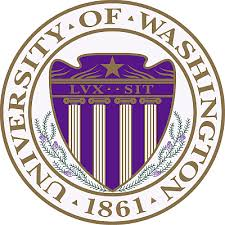 UNIVERSITY · OF · WASHINGTON
LVX · · SIT
· 1861 ·